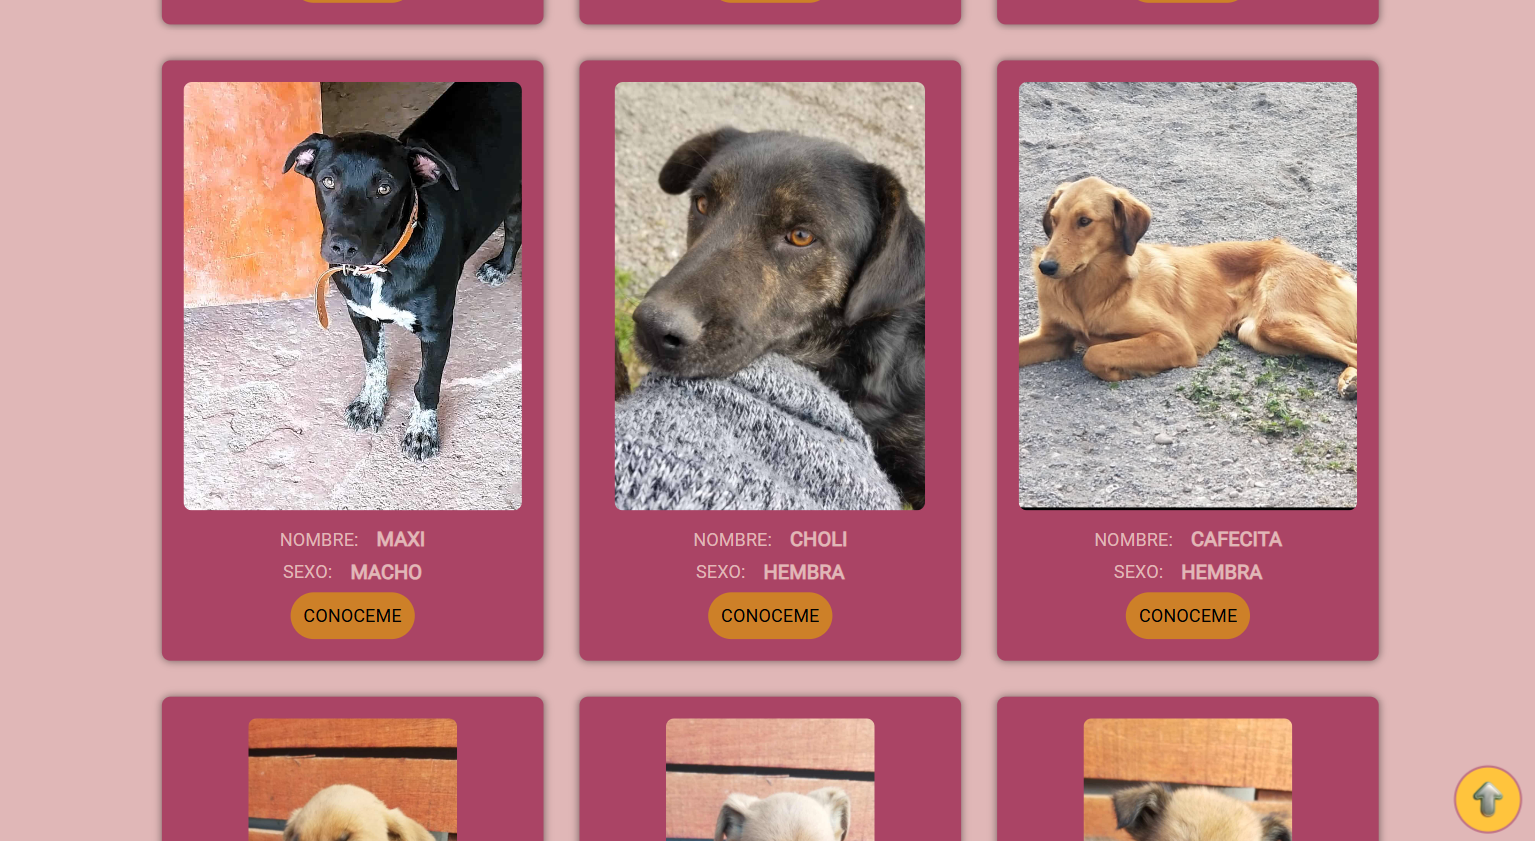 NOMBRE: MAXI
SEXO: MACHO
CONOCEME
NOMBRE: CHOLI
SEXO: HEMBRA
CONOCEME
NOMBRE: CAFECITA
SEXO: HEMBRA
CONOCEME